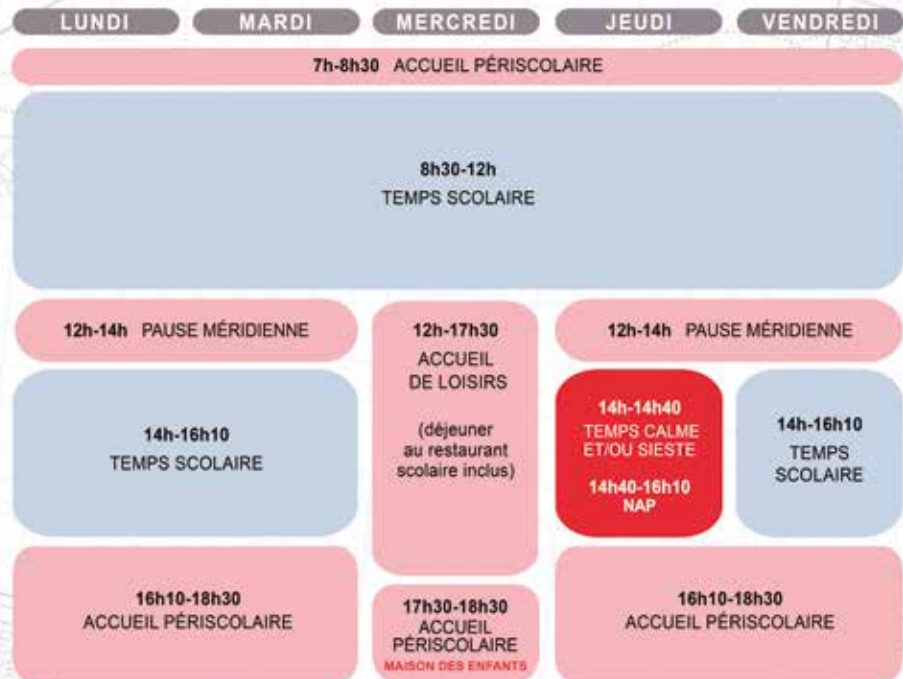 LUNDI MARDI MERCREDI JEUDI VENDREDI
7h-8h30 ACCUEIL PÉRISCOLAIRE
8h30-12h
TEMPS SCOLAIRE
12h-14h PAUSE MÉRIDIENNE
12h-17h30
ACCUEIL
DE LOISIRS
(déjeuner
au restaurant
scolaire inclus)
12h-14h PAUSE MÉRIDIENNE
14h-16h10
TEMPS SCOLAIRE
14h-14h40
TEMPS CALME
ET/OU SIESTE
14h40-16h10
NAP
14h-16h10
TEMPS
SCOLAIRE
16h10-18h30
ACCUEIL PÉRISCOLAIRE
17h30-18h30
ACCUEIL
PÉRISCOLAIRE
MAISON DES ENFANTS
16h10-18h30
ACCUEIL PÉRISCOLAIRE